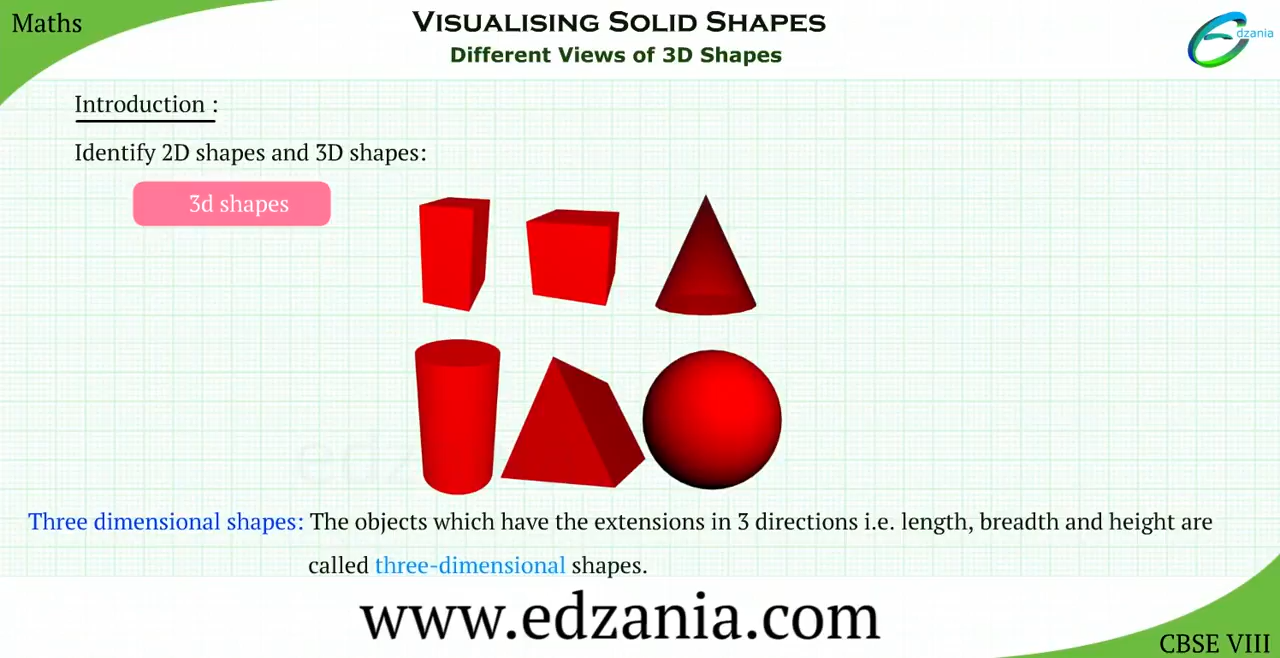 Maths
VISUALISING SOLID SHAPES
Different Views of 3D Shapes
Edzania
Introduction :
Identify 2D shapes and 3D shapes:
3d shapes
edz
Three dimensional shapes: The objects which have the extensions in 3 directions i.e. length, breadth and height are
called three-dimensional shapes.
www.edzania.com
CBSE VIII